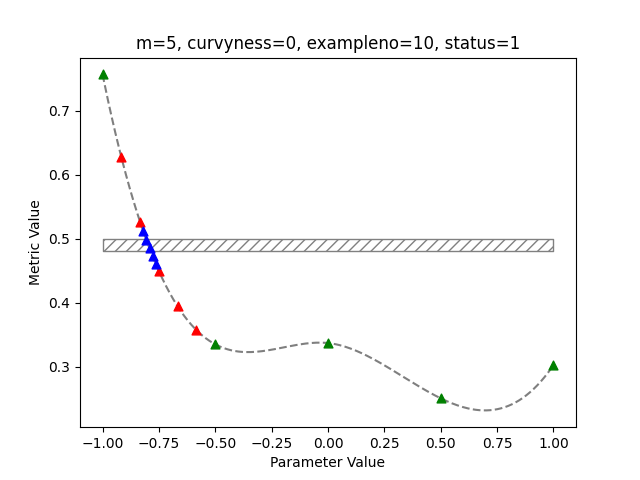 m=5, curvyness=0, exampleno=10, status=1
Metric Value
0.7
0.6
0.5
0.4
0.3
−1.00 −0.75 −0.50 −0.25 0.00 0.25 0.50 0.75 1.00
Parameter Value